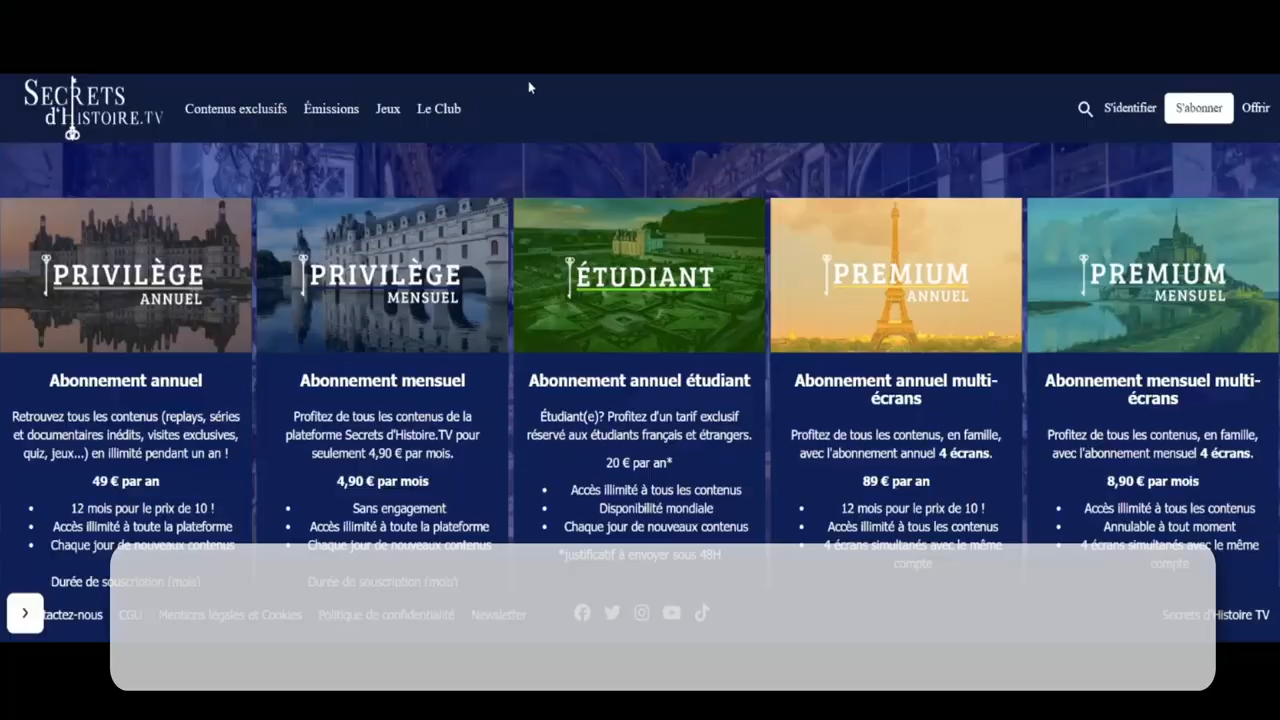 SECRETS
d'HISTOIRE.TV
Contenus exclusifs
Émissions
Jeux
Le Club
S'identifier
S'abonner
Offrir
PRIVILÈGE
ANNUEL
Abonnement annuel
Retrouvez tous les contenus (replays, séries
et documentaires inédits, visites exclusives,
quiz, jeux...) en illimité pendant un an !
49 € par an
• 12 mois pour le prix de 10 !
• Accès illimité à toute la plateforme
• Chaque jour de nouveaux contenus
Durée de souscription (mois)
PRIVILÈGE
MENSUEL
Abonnement mensuel
Profitez de tous les contenus de la
plateforme Secrets d'Histoire.TV pour
seulement 4,90 € par mois.
4,90 € par mois
• Sans engagement
• Accès illimité à toute la plateforme
• Chaque jour de nouveaux contenus
Durée de souscription (mois)
ÉTUDIANT
Abonnement annuel étudiant
Étudiant(e)? Profitez d'un tarif exclusif
réservé aux étudiants français et étrangers.
20 € par an*
• Accès illimité à tous les contenus
• Disponibilité mondiale
• Chaque jour de nouveaux contenus
*justificatif à envoyer sous 48H
PREMIUM
ANNUEL
Abonnement annuel multi-
écrans
Profitez de tous les contenus, en famille,
avec l'abonnement annuel 4 écrans.
89 € par an
• 12 mois pour le prix de 10 !
• Accès illimité à tous les contenus
• 4 écrans simultanés avec le même
compte
PREMIUM
MENSUEL
Abonnement mensuel multi-
écrans
Profitez de tous les contenus, en famille,
avec l'abonnement mensuel 4 écrans.
8,90 € par mois
• Accès illimité à tous les contenus
• Annulable à tout moment
• 4 écrans simultanés avec le même
compte
tactez-nous
CGU
Mentions légales et Cookies
Politique de confidentialité
Newsletter
Secrets d'Histoire TV